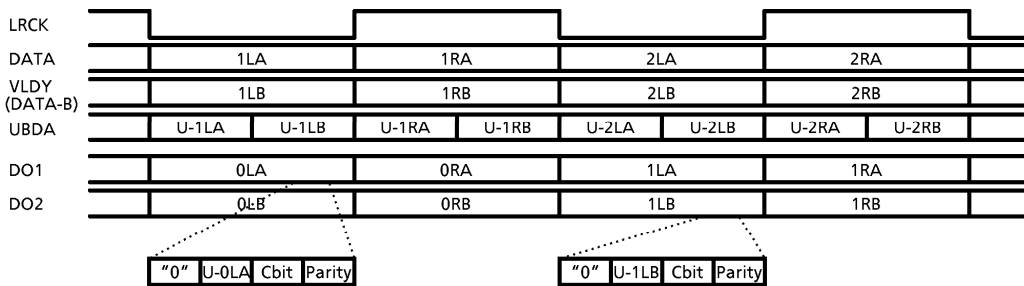 LRCK
DATA 1LA 1RA 2LA 2RA
VLDY
(DATA-B) 1LB 1RB 2LB 2RB
UBDA U-1LA U-1LB U-1RA U-1RB U-2LA U-2LB U-2RA U-2RB
DO1 0LA 0RA 1LA 1RA
DO2 0LB 0RB 1LB 1RB
"0" U-0LA Cbit Parity "0" U-1LB Cbit Parity